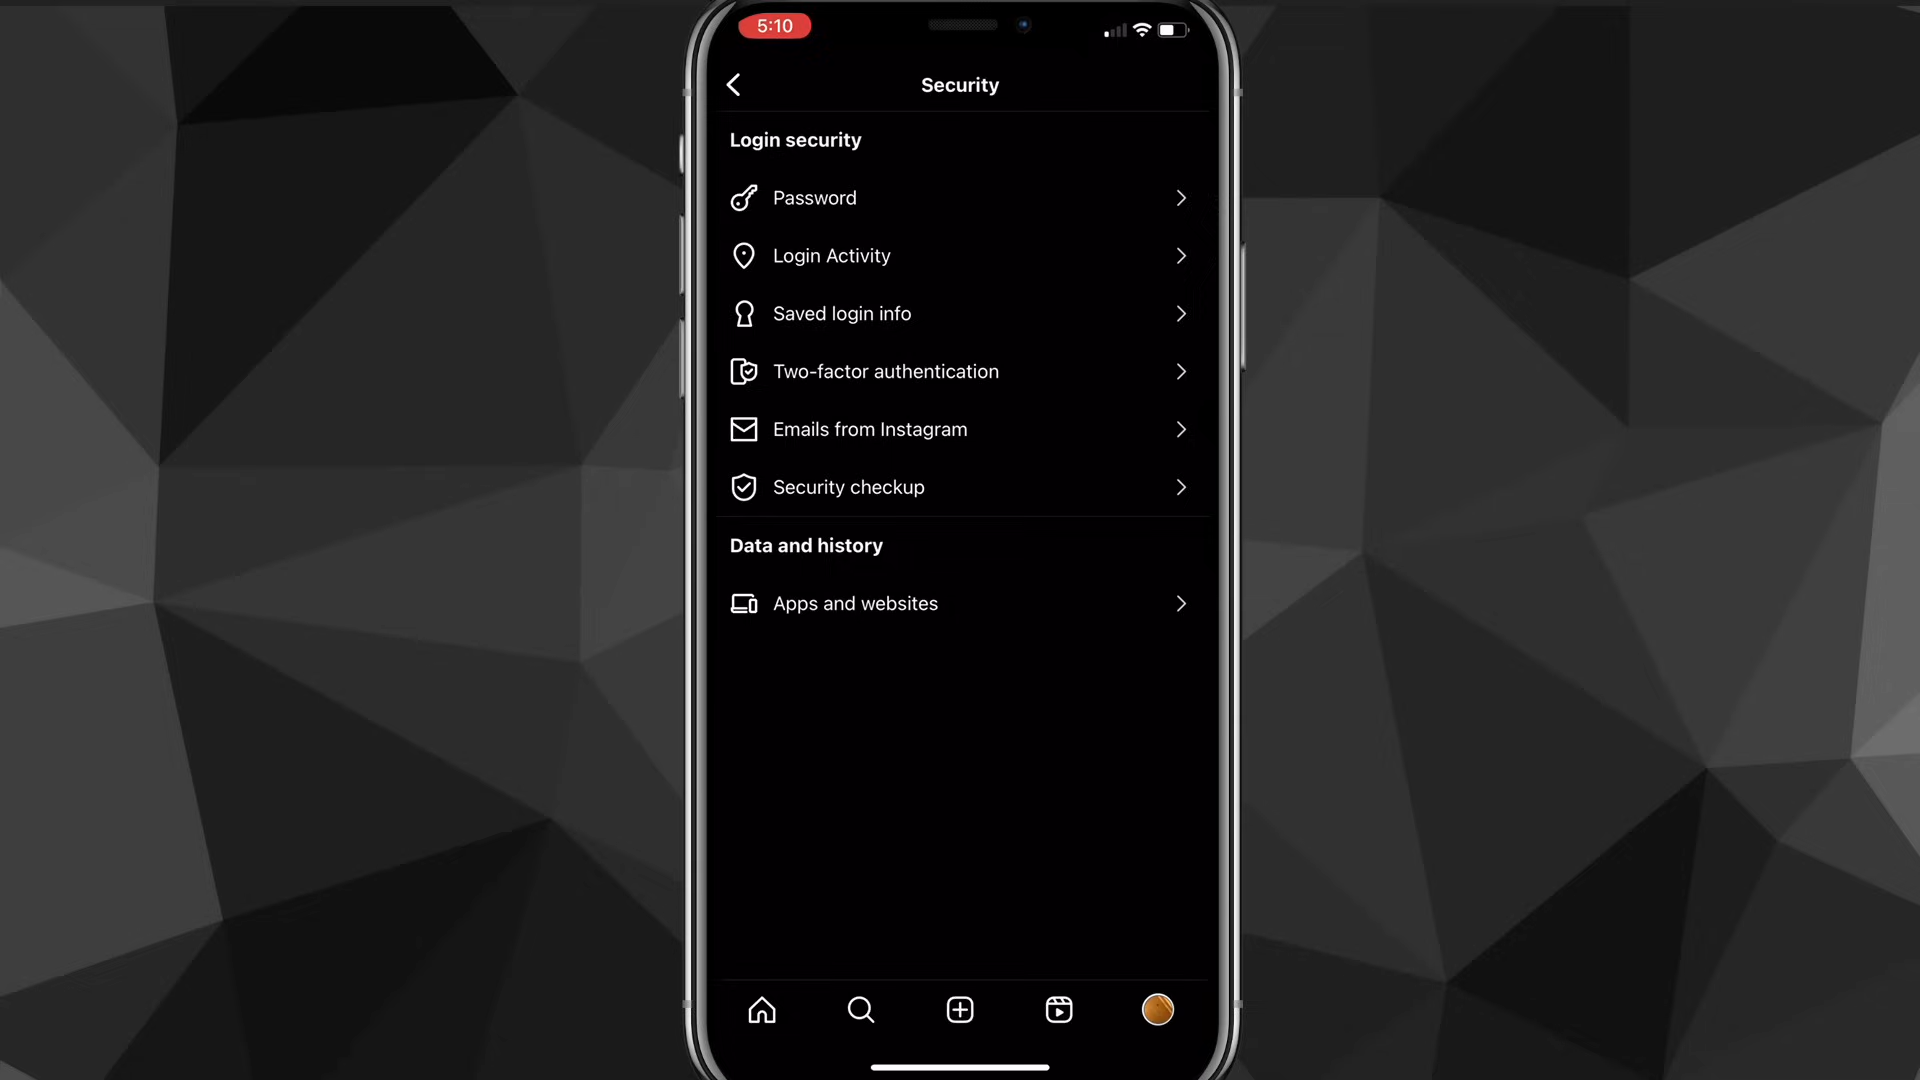 5:10
Security
Login security
Password
Login Activity
Saved login info
Two-factor authentication
Emails from Instagram
Security checkup
Data and history
Apps and websites